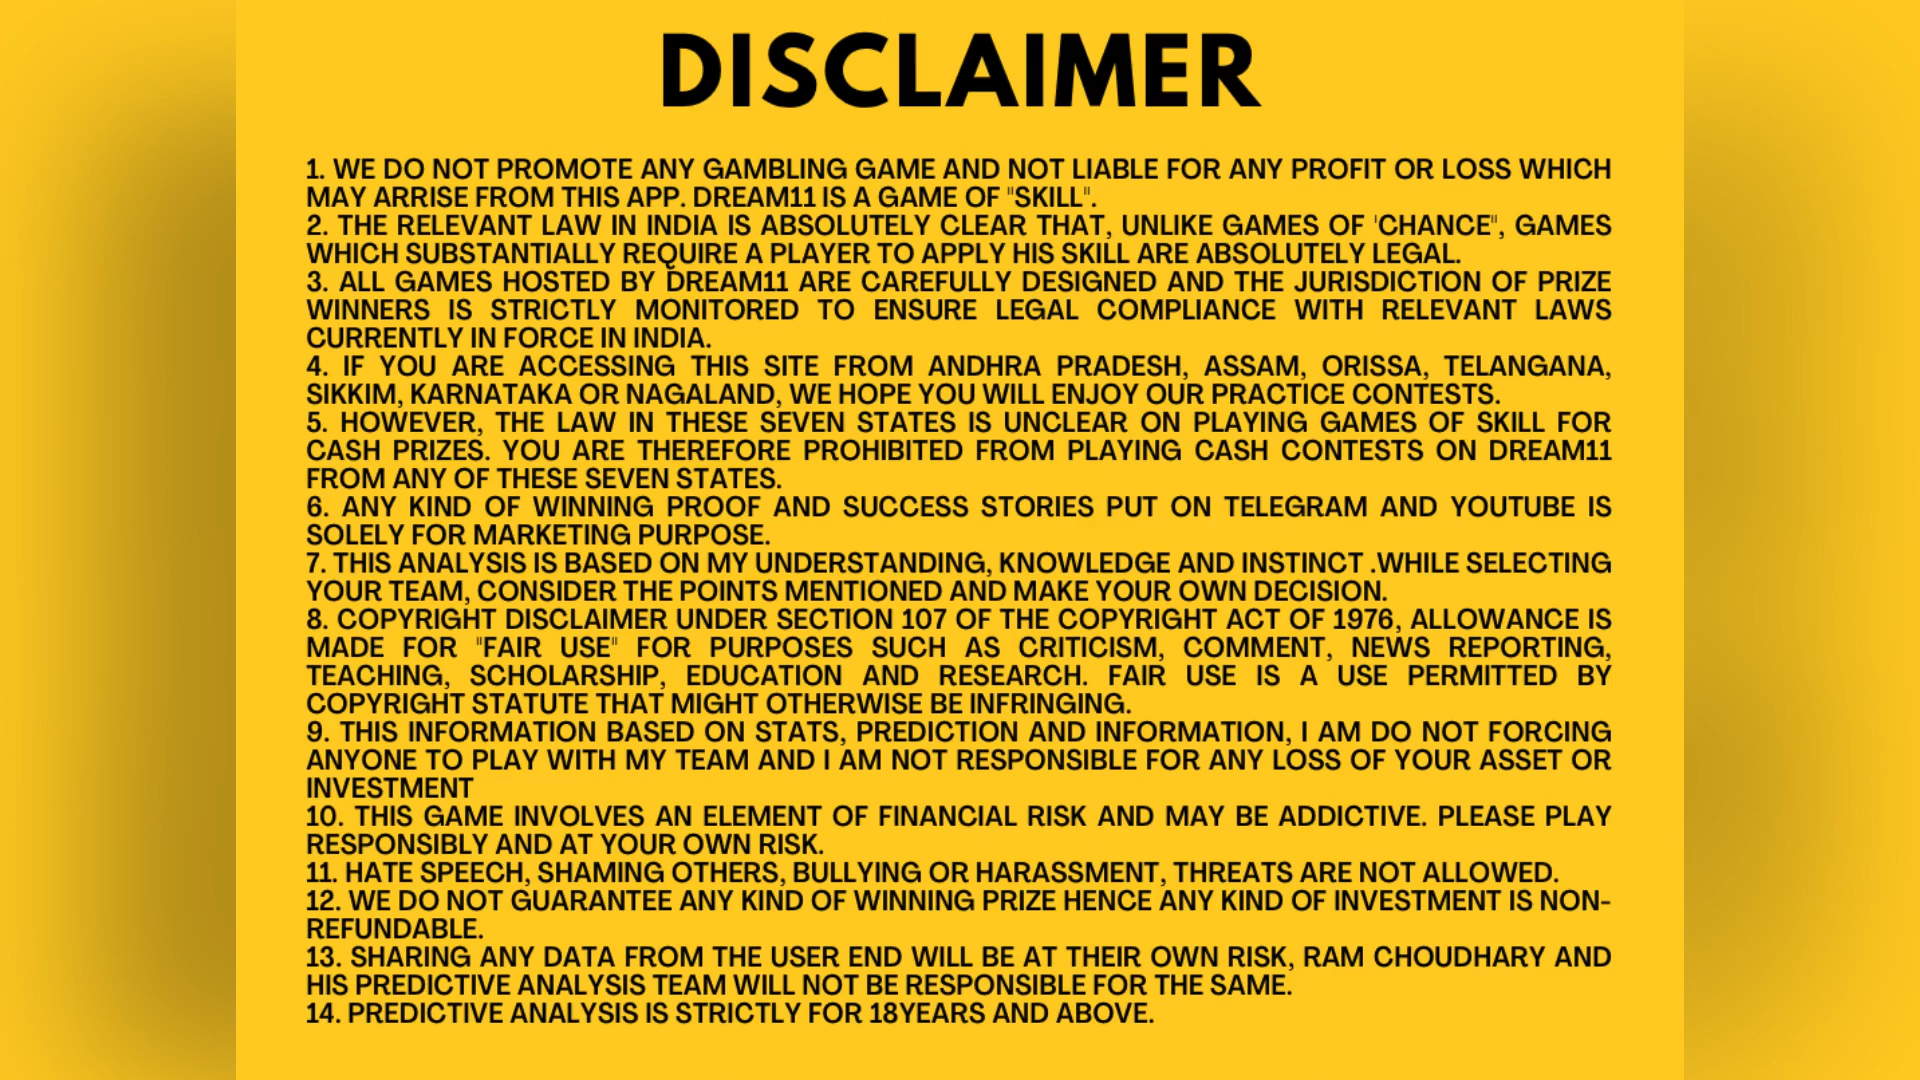 DISCLAIMER
1. WE DO NOT PROMOTE ANY GAMBLING GAME AND NOT LIABLE FOR ANY PROFIT OR LOSS WHICH
MAY ARRISE FROM THIS APP. DREAM11 IS A GAME OF "SKILL".
2. THE RELEVANT LAW IN INDIA IS ABSOLUTELY CLEAR THAT, UNLIKE GAMES OF 'CHANCE", GAMES
WHICH SUBSTANTIALLY REQUIRE A PLAYER TO APPLY HIS SKILL ARE ABSOLUTELY LEGAL.
3. ALL GAMES HOSTED BY DREAM11 ARE CAREFULLY DESIGNED AND THE JURISDICTION OF PRIZE
WINNERS IS STRICTLY MONITORED TO ENSURE LEGAL COMPLIANCE WITH RELEVANT LAWS
CURRENTLY IN FORCE IN INDIA.
4. IF YOU ARE ACCESSING THIS SITE FROM ANDHRA PRADESH, ASSAM, ORISSA, TELANGANA,
SIKKIM, KARNATAKA OR NAGALAND, WE HOPE YOU WILL ENJOY OUR PRACTICE CONTESTS.
5. HOWEVER, THE LAW IN THESE SEVEN STATES IS UNCLEAR ON PLAYING GAMES OF SKILL FOR
CASH PRIZES. YOU ARE THEREFORE PROHIBITED FROM PLAYING CASH CONTESTS ON DREAM11
FROM ANY OF THESE SEVEN STATES.
6. ANY KIND OF WINNING PROOF AND SUCCESS STORIES PUT ON TELEGRAM AND YOUTUBE IS
SOLELY FOR MARKETING PURPOSE.
7. THIS ANALYSIS IS BASED ON MY UNDERSTANDING, KNOWLEDGE AND INSTINCT .WHILE SELECTING
YOUR TEAM, CONSIDER THE POINTS MENTIONED AND MAKE YOUR OWN DECISION.
8. COPYRIGHT DISCLAIMER UNDER SECTION 107 OF THE COPYRIGHT ACT OF 1976, ALLOWANCE IS
MADE FOR "FAIR USE" FOR PURPOSES SUCH AS CRITICISM, COMMENT, NEWS REPORTING,
TEACHING, SCHOLARSHIP, EDUCATION AND RESEARCH. FAIR USE IS A USE PERMITTED BY
COPYRIGHT STATUTE THAT MIGHT OTHERWISE BE INFRINGING.
9. THIS INFORMATION BASED ON STATS, PREDICTION AND INFORMATION, I AM DO NOT FORCING
ANYONE TO PLAY WITH MY TEAM AND I AM NOT RESPONSIBLE FOR ANY LOSS OF YOUR ASSET OR
INVESTMENT
10. THIS GAME INVOLVES AN ELEMENT OF FINANCIAL RISK AND MAY BE ADDICTIVE. PLEASE PLAY
RESPONSIBLY AND AT YOUR OWN RISK.
11. HATE SPEECH, SHAMING OTHERS, BULLYING OR HARASSMENT, THREATS ARE NOT ALLOWED.
12. WE DO NOT GUARANTEE ANY KIND OF WINNING PRIZE HENCE ANY KIND OF INVESTMENT IS NON-
REFUNDABLE.
13. SHARING ANY DATA FROM THE USER END WILL BE AT THEIR OWN RISK, RAM CHOUDHARY AND
HIS PREDICTIVE ANALYSIS TEAM WILL NOT BE RESPONSIBLE FOR THE SAME.
14. PREDICTIVE ANALYSIS IS STRICTLY FOR 18YEARS AND ABOVE.